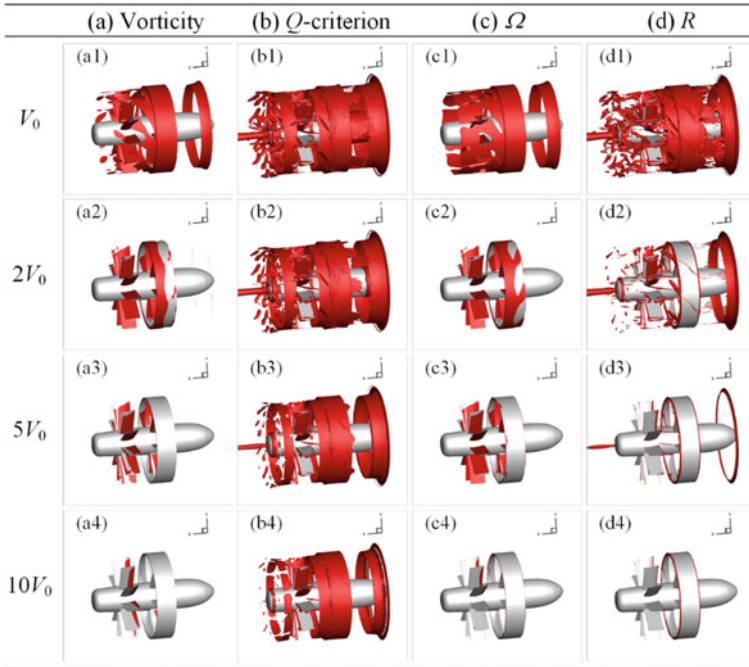 (a) Vorticity (b) Q-criterion (c) Ω (d) R
(a1) (b1) (c1) (d1)
V₀
(a2) (b2) (c2) (d2)
2V₀
(a3) (b3) (c3) (d3)
5V₀
(a4) (b4) (c4) (d4)
10V₀